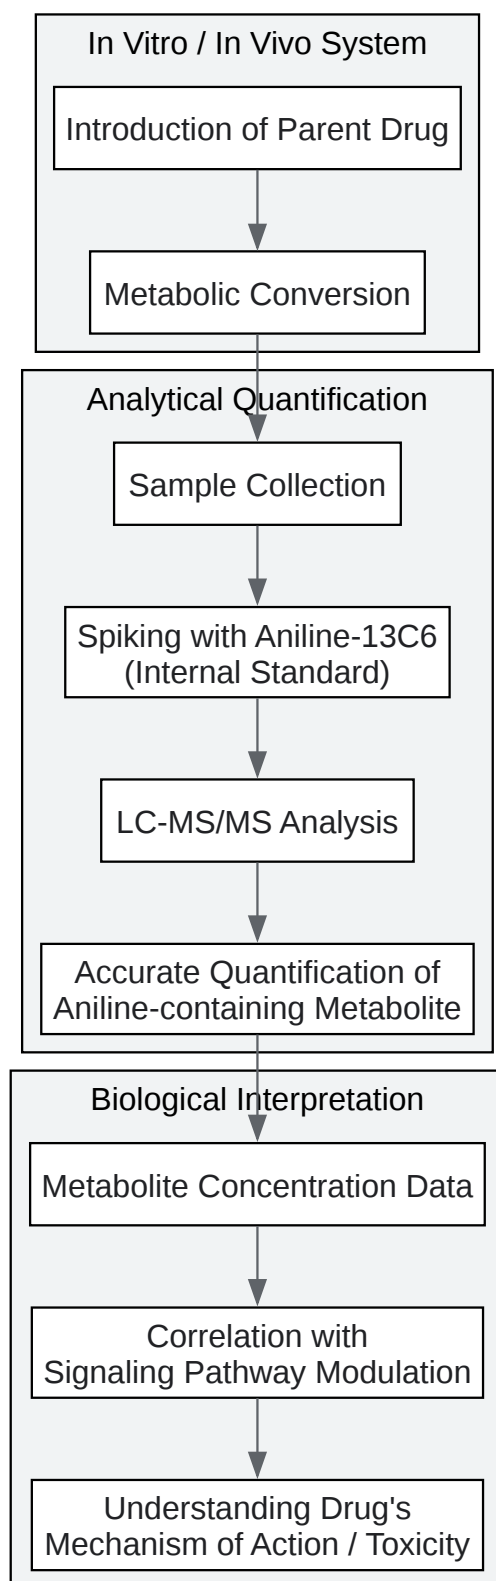 In Vitro / In Vivo System
Introduction of Parent Drug
Metabolic Conversion
Analytical Quantification
Sample Collection
Spiking with Aniline-13C6
(Internal Standard)
LC-MS/MS Analysis
Accurate Quantification of
Aniline-containing Metabolite
Biological Interpretation
Metabolite Concentration Data
Correlation with
Signaling Pathway Modulation
Understanding Drug's
Mechanism of Action / Toxicity